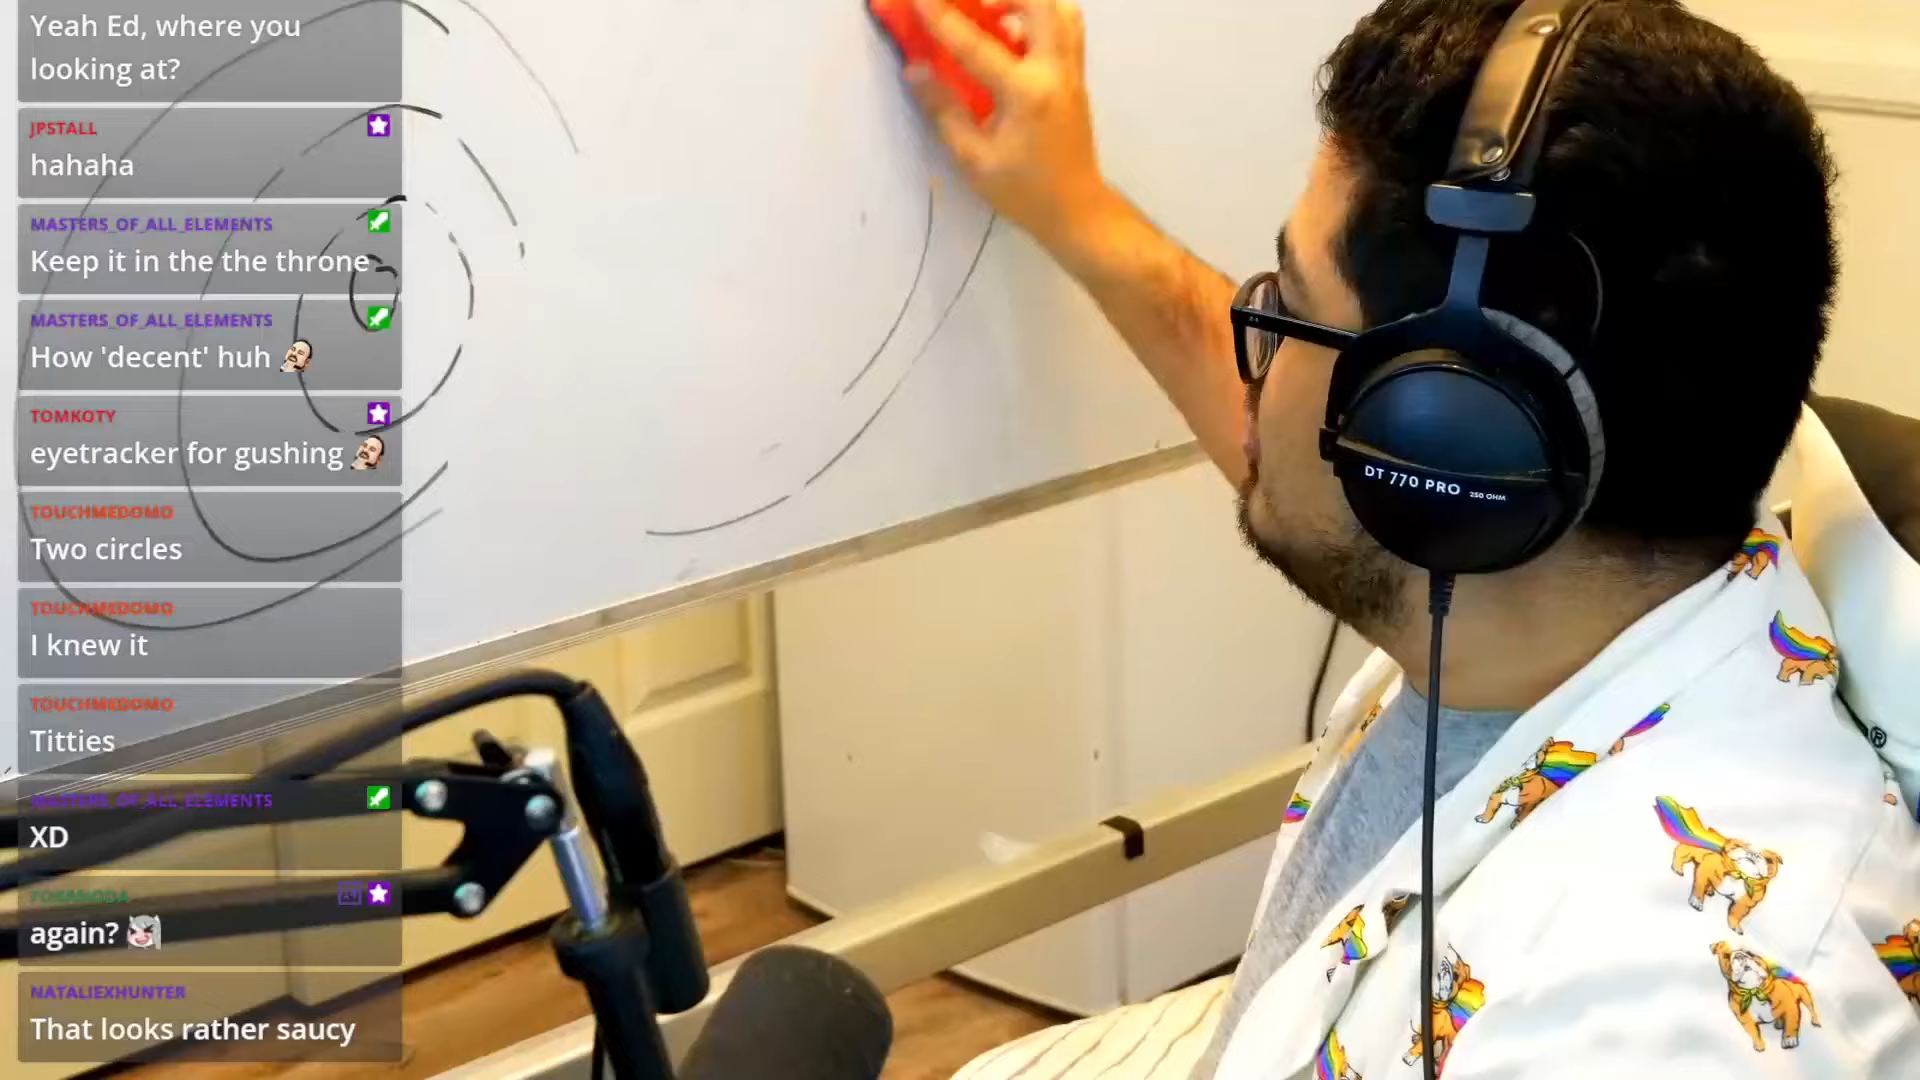 Yeah Ed, where you
looking at?
JPSTALL
hahaha
MASTERS_OF_ALL_ELEMENTS
Keep it in the the throne
MASTERS_OF_ALL_ELEMENTS
How 'decent' huh
TOMKOTY
eyetracker for gushing
TOUCHMEDOMO
Two circles
TOUCHMEDOMO
I knew it
TOUCHMEDOMO
Titties
MASTERS_OF_ALL_ELEMENTS
XD
again?
NATALIEXHUNTER
That looks rather saucy
DT 770 PRO 250 OHM
®